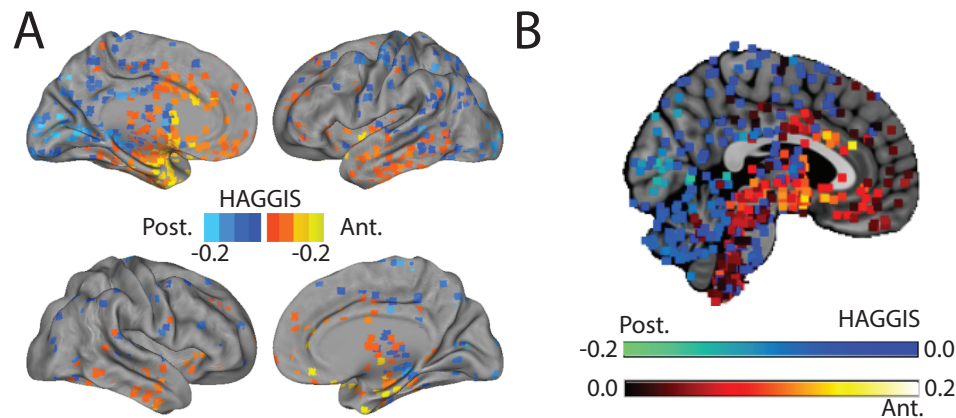 A
HAGGIS
Post. Ant.
-0.2 -0.2
B
Post. HAGGIS
-0.2 0.0
0.0 0.2
Ant.